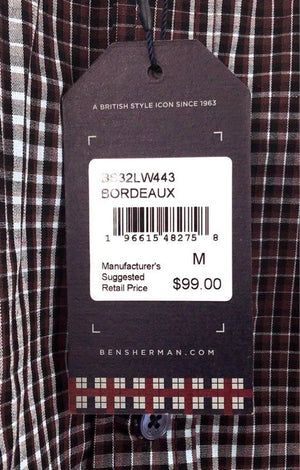 A BRITISH STYLE ICON SINCE 1963
BS32LW443
BORDEAUX
1 96615 48275 8
Manufacturer's
Suggested
Retail Price
M
$99.00
BENSHERMAN.COM